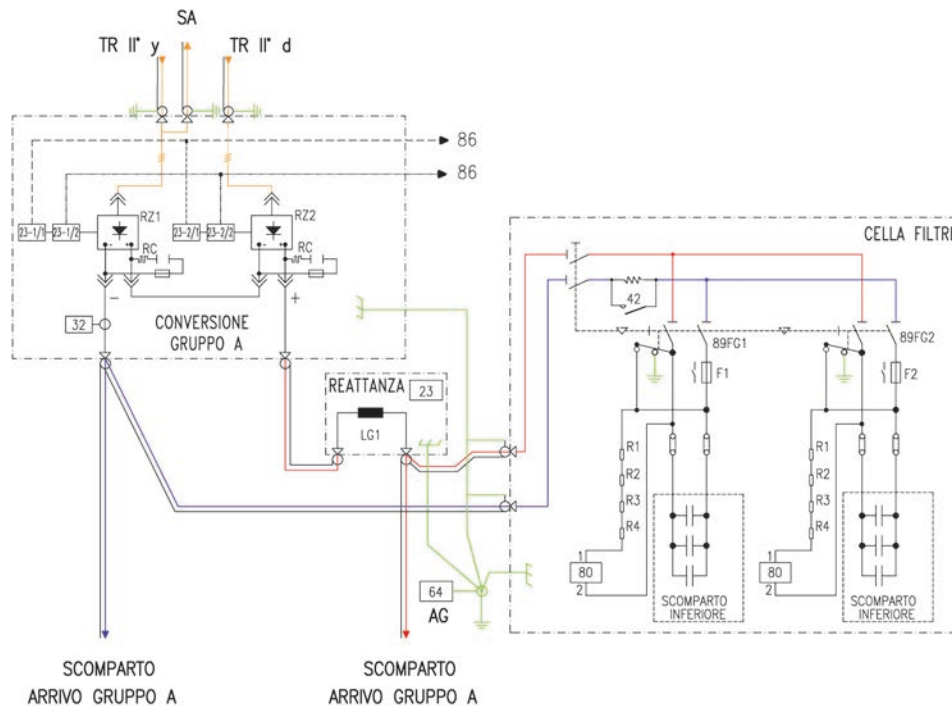 SA
TR II° y
TR II° d
86
86
RZ1
RZ2
23-1/1
23-1/2
23-2/1
23-2/2
RC
RC
-
+
-
+
−
+
32
CONVERSIONE
GRUPPO A
CELLA FILTRI
42
89FG1
89FG2
F1
F2
REATTANZA
23
LG1
R1
R2
R3
R4
R1
R2
R3
R4
1
80
2
1
80
2
SCOMPARTO
INFERIORE
SCOMPARTO
INFERIORE
64
AG
SCOMPARTO
ARRIVO GRUPPO A
SCOMPARTO
ARRIVO GRUPPO A